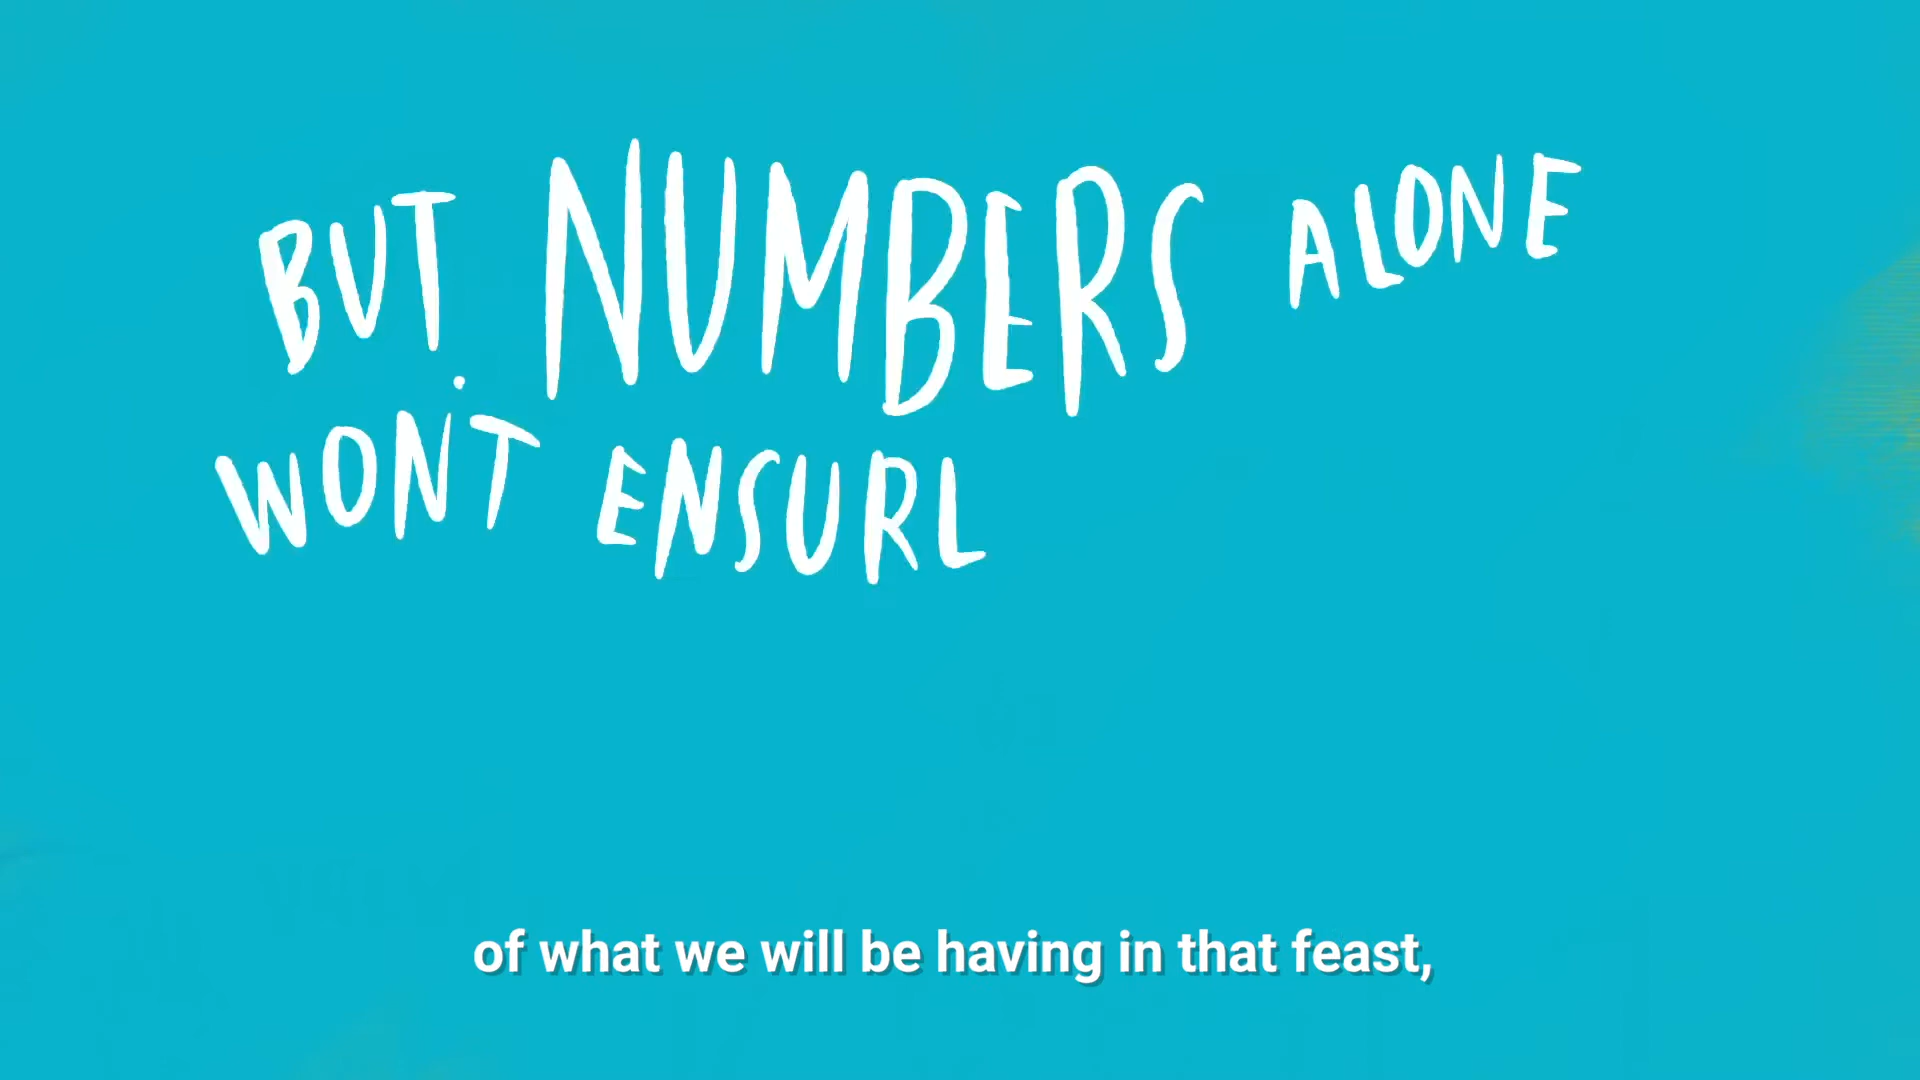 BUT NUMBERS ALONE
WON'T ENSURL
of what we will be having in that feast,